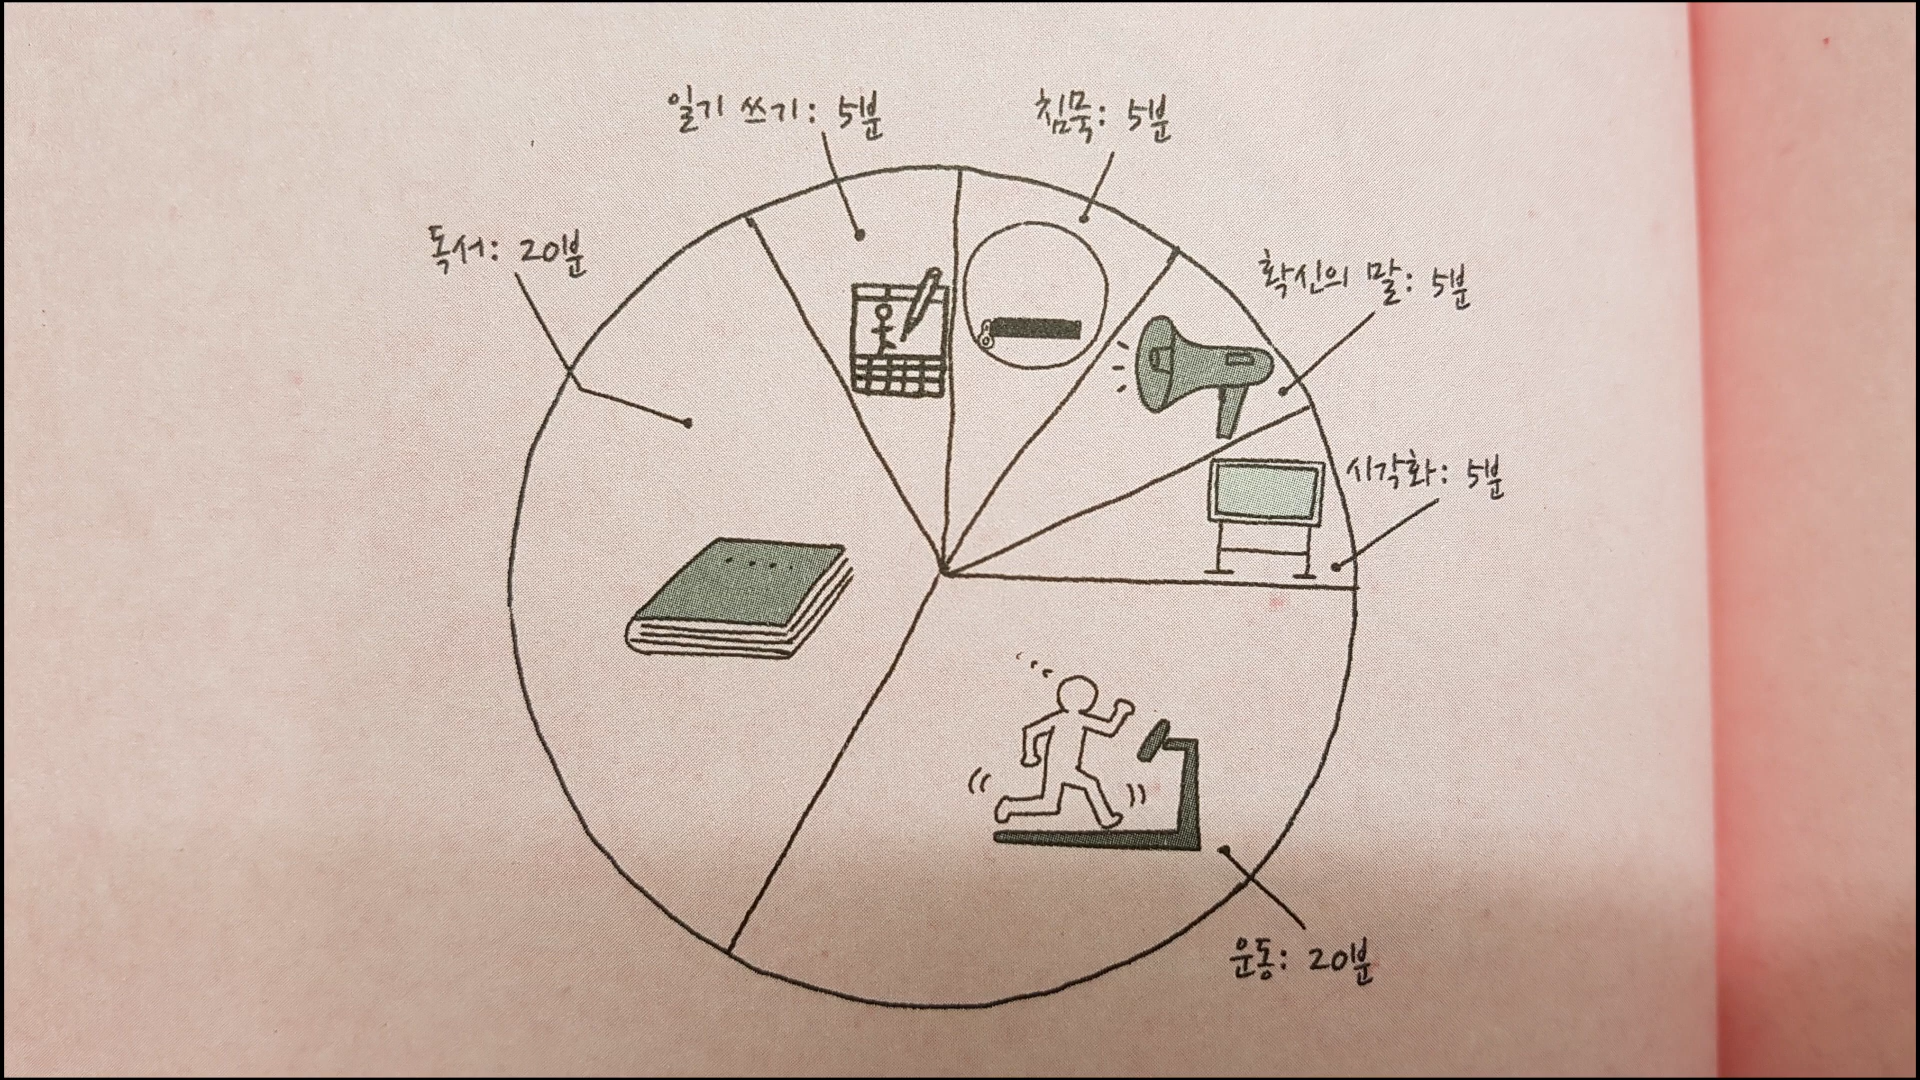 일기 쓰기: 5분
침묵: 5분
독서: 20분
확신의 말: 5분
시각화: 5분
운동: 20분